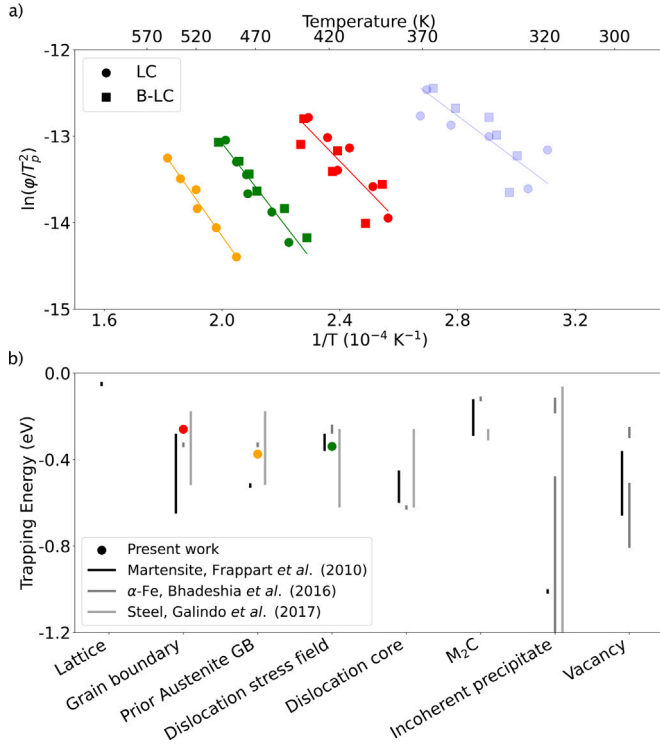 a)
Temperature (K)
570 520 470 420 370 320 300
-12
-13
-14
-15
ln(φ/T_p^2)
LC
B-LC
1.6 2.0 2.4 2.8 3.2
1/T (10⁻⁴ K⁻¹)
b)
0.0
-0.4
-0.8
-1.2
Trapping Energy (eV)
Present work
Martensite, Frappart et al. (2010)
α-Fe, Bhadeshia et al. (2016)
Steel, Galindo et al. (2017)
Lattice
Grain boundary
Prior Austenite GB
Dislocation stress field
Dislocation core
M₂C
Incoherent precipitate
Vacancy